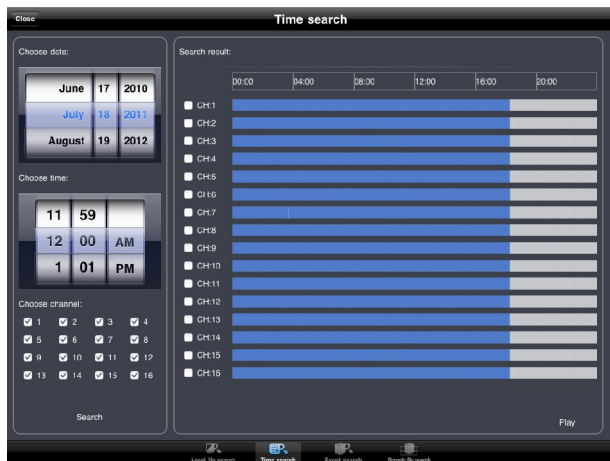 Close
Time search
Choose date:
June 17 2010
July 18 2011
August 19 2012
Choose time:
11 59
12 00 AM
1 01 PM
Choose channel:
1 2 3 4
5 6 7 8
9 10 11 12
13 14 15 16
Search
Search result:
00:00 04:00 08:00 12:00 16:00 20:00
CH:1
CH:2
CH:3
CH:4
CH:5
CH:6
CH:7
CH:8
CH:9
CH:10
CH:11
CH:12
CH:13
CH:14
CH:15
CH:16
Play
Time search
Event search